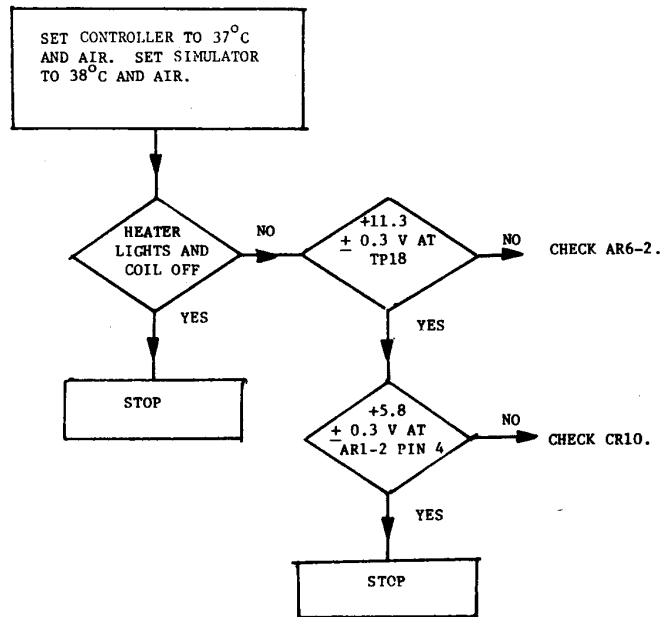 SET CONTROLLER TO 37°C
AND AIR. SET SIMULATOR
TO 38°C AND AIR.
HEATER
LIGHTS AND
COIL OFF
NO
+11.3
± 0.3 V AT
TP18
NO
CHECK AR6-2.
YES
YES
STOP
+5.8
± 0.3 V AT
AR1-2 PIN 4
NO
CHECK CR10.
YES
STOP